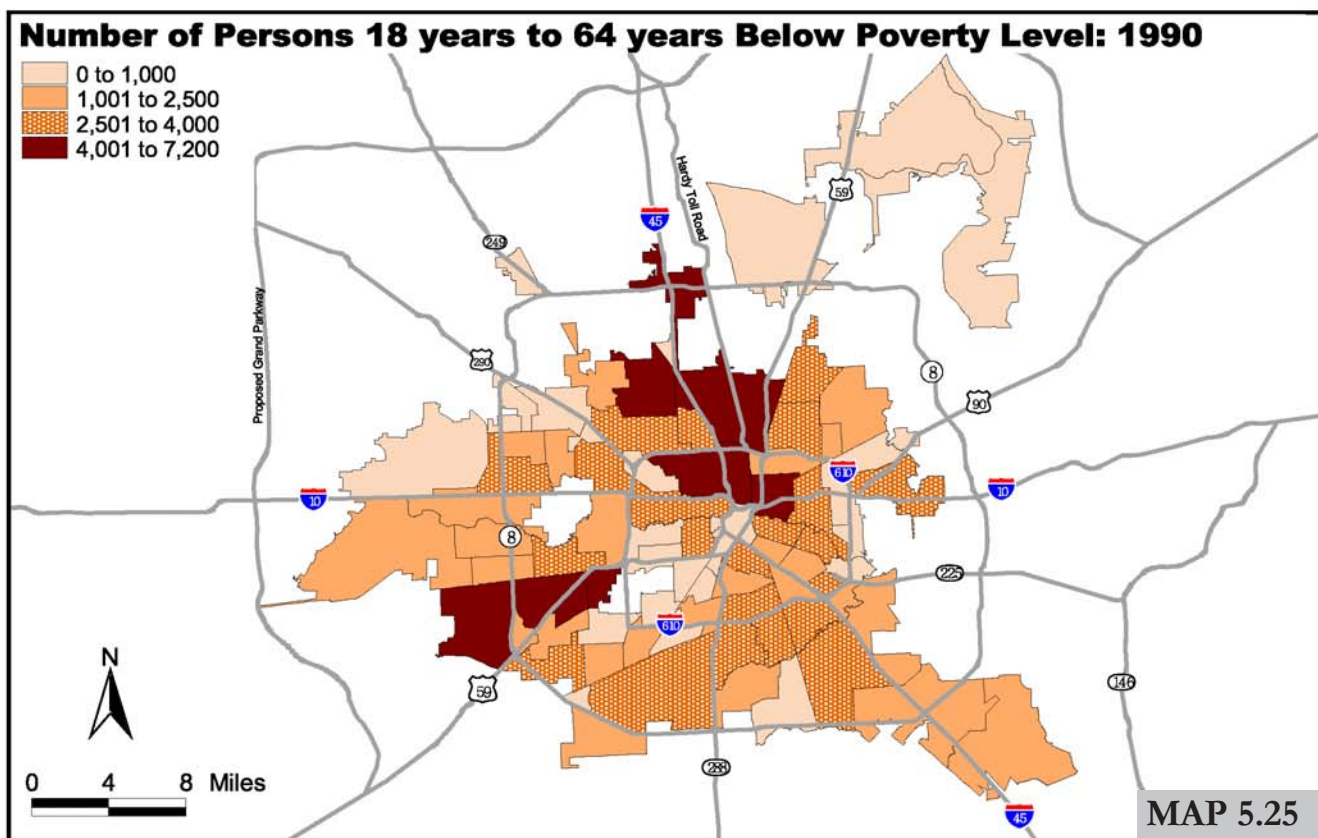 Number of Persons 18 years to 64 years Below Poverty Level: 1990
0 to 1,000
1,001 to 2,500
2,501 to 4,000
4,001 to 7,200
Hardy Toll Road
59
45
249
Proposed Grand Parkway
290
8
90
610
10
10
8
225
610
N
59
146
288
0 4 8 Miles
45
MAP 5.25